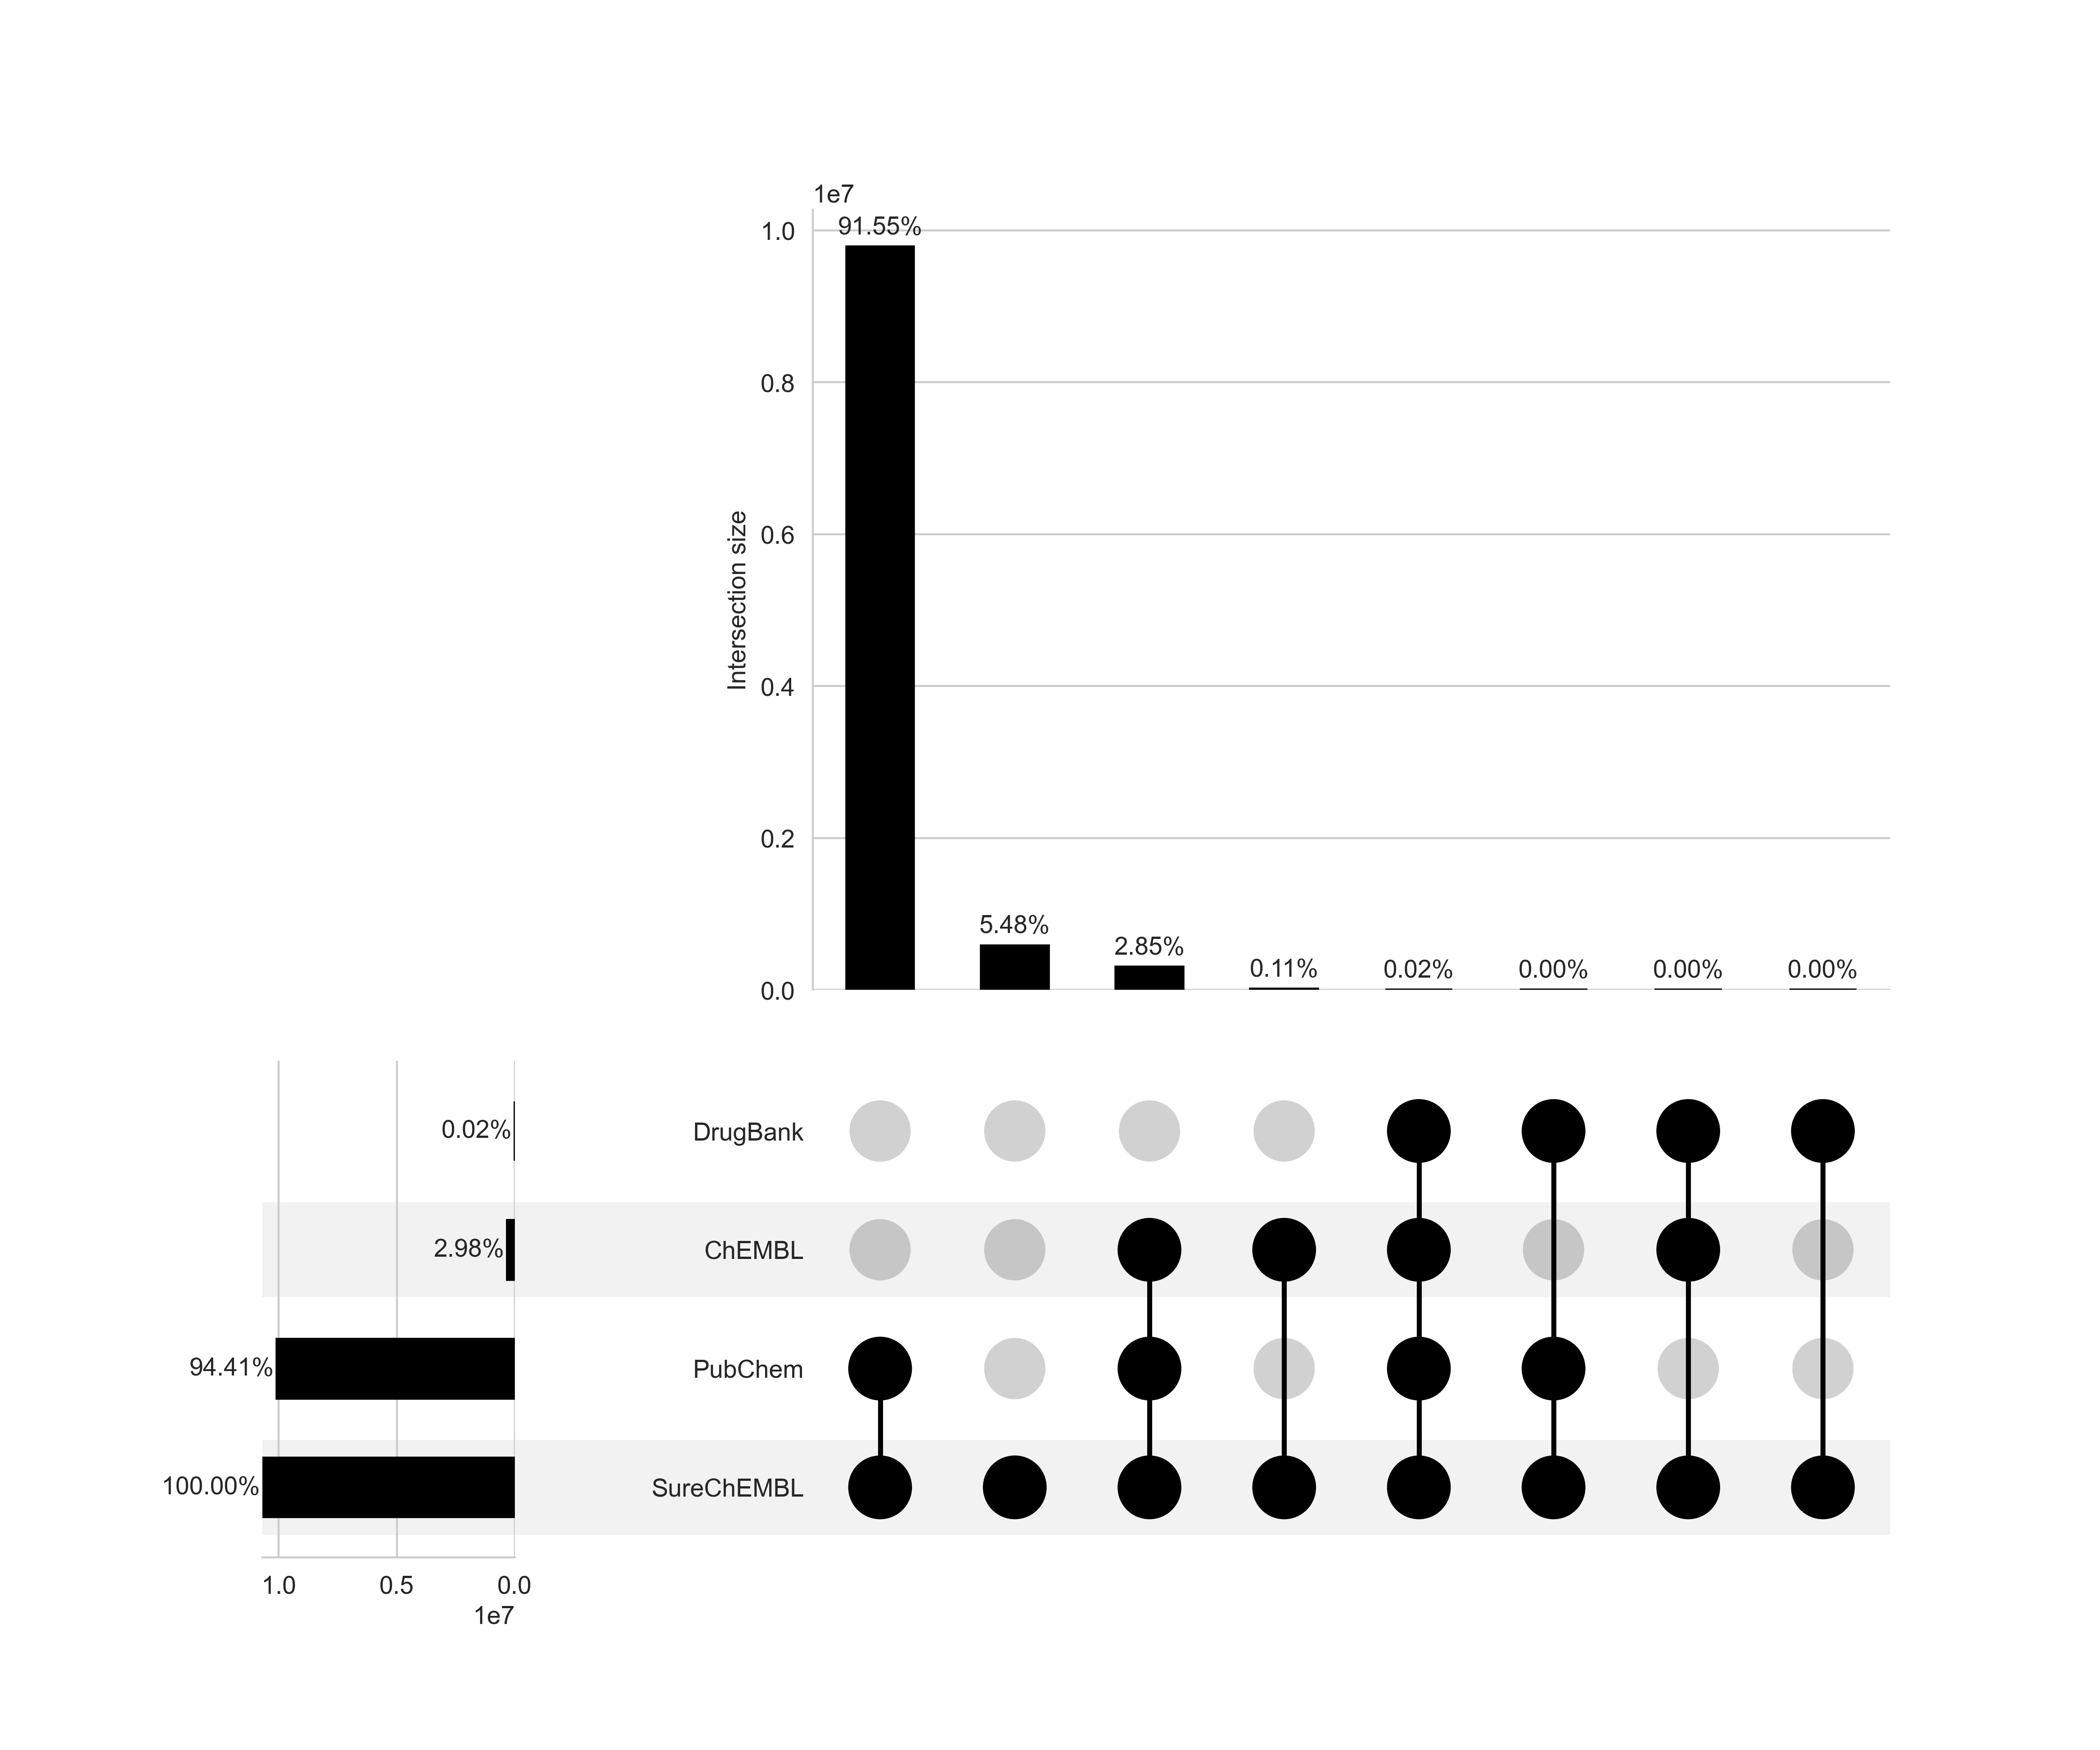 1e7
1.0
91.55%
0.8
0.6
Intersection size
0.4
0.2
5.48%
2.85%
0.11%
0.02%
0.00%
0.00%
0.00%
0.0
0.02%
DrugBank
2.98%
ChEMBL
94.41%
PubChem
100.00%
SureChEMBL
1.0 0.5 0.0
1e7